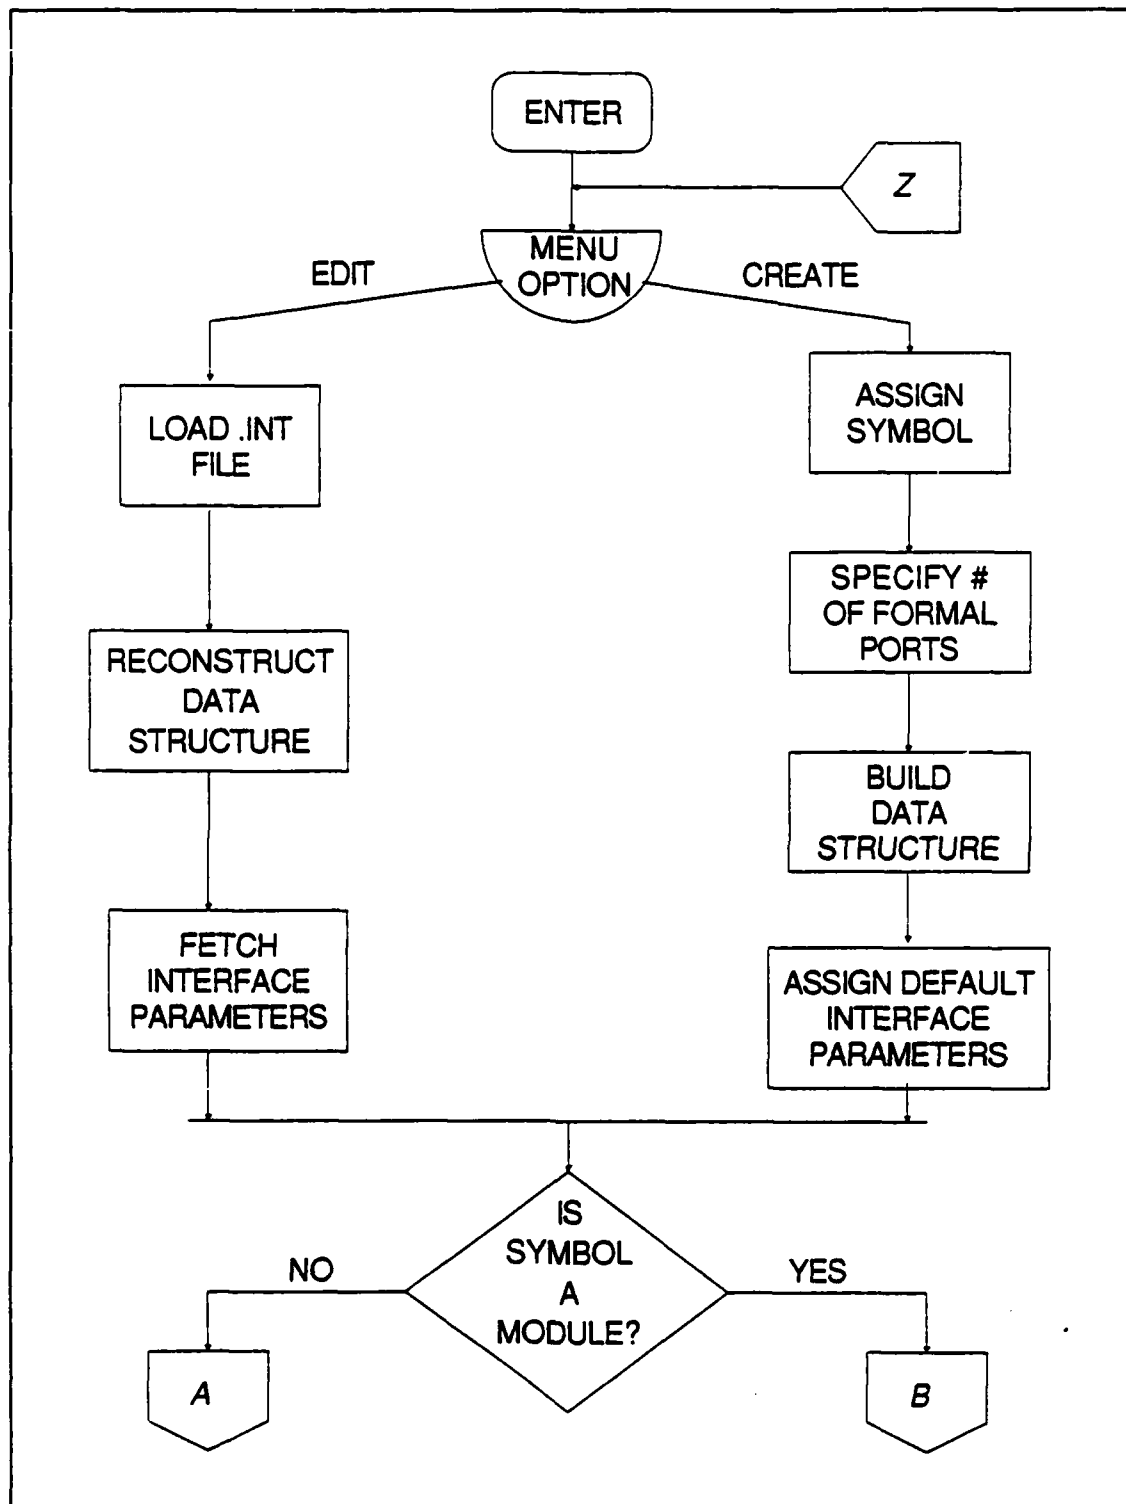 ENTER
Z
MENU
OPTION
EDIT
CREATE
LOAD .INT
FILE
RECONSTRUCT
DATA
STRUCTURE
FETCH
INTERFACE
PARAMETERS
ASSIGN
SYMBOL
SPECIFY #
OF FORMAL
PORTS
BUILD
DATA
STRUCTURE
ASSIGN DEFAULT
INTERFACE
PARAMETERS
IS
SYMBOL
A
MODULE?
NO
YES
A
B